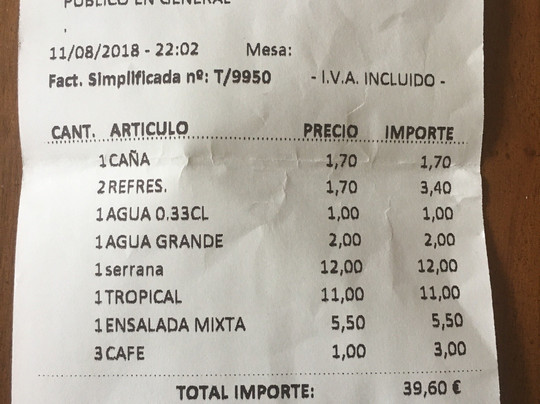 PUBLICO EN GENERAL
.
11/08/2018 - 22:02 Mesa:
Fact. Simplificada nº: T/9950 - I.V.A. INCLUIDO -
CANT. ARTICULO PRECIO IMPORTE
1 CAÑA 1,70 1,70
2 REFRES. 1,70 3,40
1 AGUA 0.33CL 1,00 1,00
1 AGUA GRANDE 2,00 2,00
1 serrana 12,00 12,00
1 TROPICAL 11,00 11,00
1 ENSALADA MIXTA 5,50 5,50
3 CAFE 1,00 3,00
TOTAL IMPORTE: 39,60 €